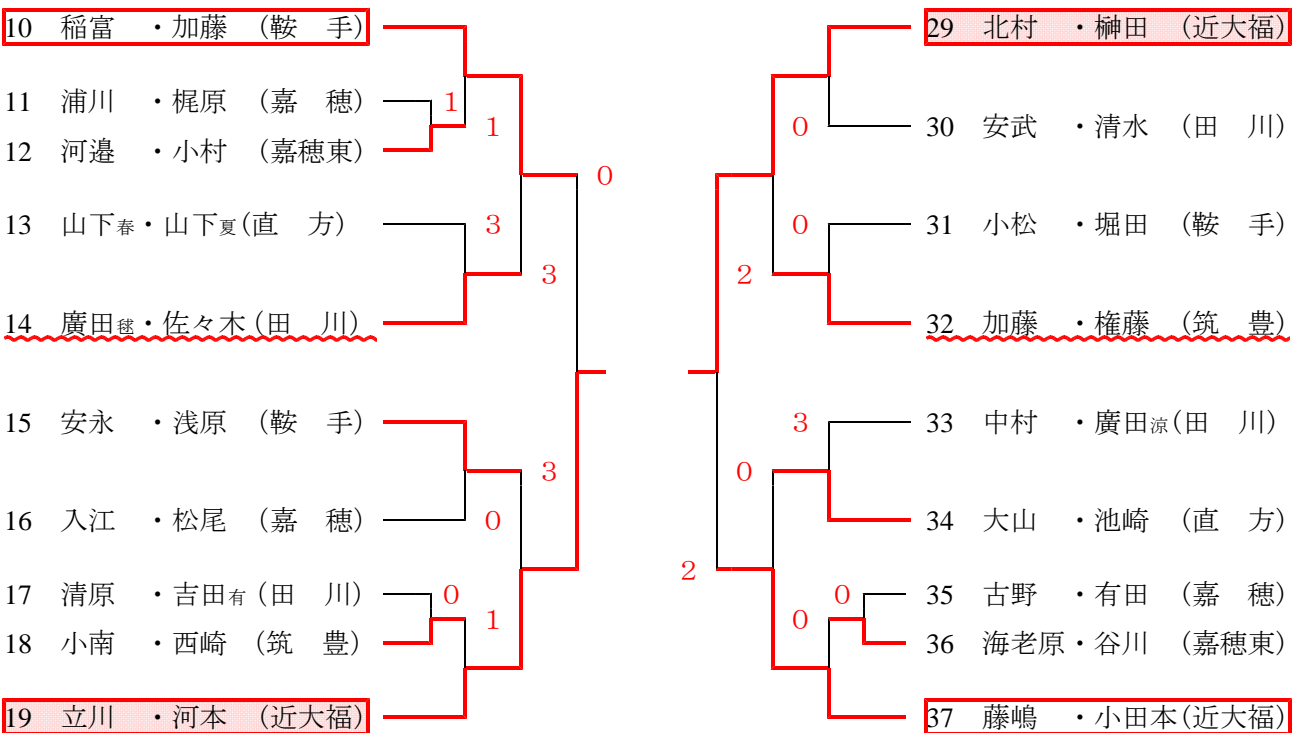 10 稲富 ・加藤 (鞍 手)
11 浦川 ・梶原 (嘉 穂)
1
1
12 河邉 ・小村 (嘉穂東)
0
13 山下春・山下夏(直 方)
3
3
14 廣田毬・佐々木(田 川)
15 安永 ・浅原 (鞍 手)
3
16 入江 ・松尾 (嘉 穂)
0
17 清原 ・吉田有(田 川)
0
1
18 小南 ・西崎 (筑 豊)
19 立川 ・河本 (近大福)
29 北村 ・榊田 (近大福)
0
30 安武 ・清水 (田 川)
0
31 小松 ・堀田 (鞍 手)
2
32 加藤 ・権藤 (筑 豊)
3
33 中村 ・廣田涼(田 川)
0
34 大山 ・池崎 (直 方)
2
0
35 古野 ・有田 (嘉 穂)
0
36 海老原・谷川 (嘉穂東)
37 藤嶋 ・小田本(近大福)